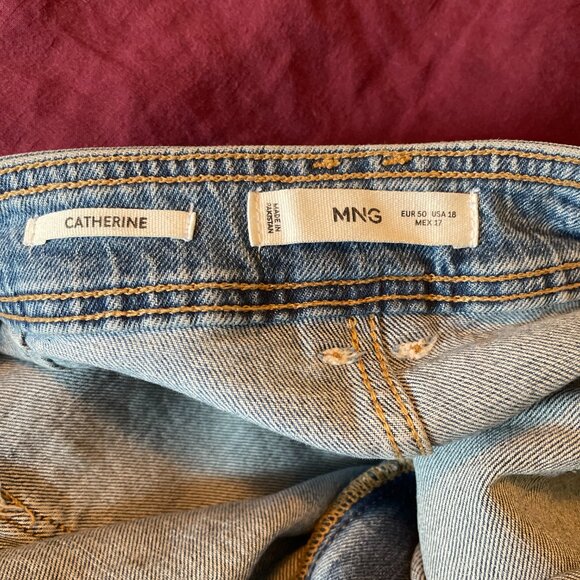 CATHERINE
MADE IN
PAKISTAN
MNG
EUR 50 USA 18
MEX 17